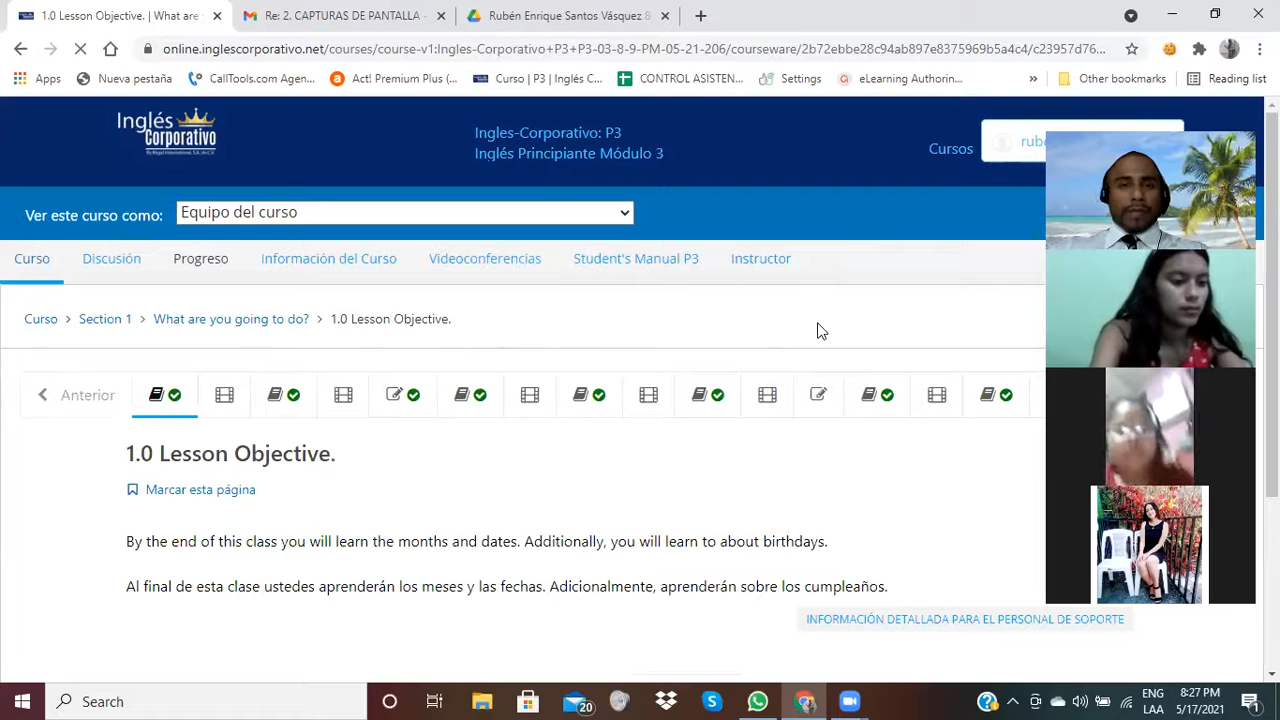 1.0 Lesson Objective. | What are
Re: 2. CAPTURAS DE PANTALLA -
Rubén Enrique Santos Vásquez 8
online.inglescorporativo.net/courses/course-v1:Ingles-Corporativo+P3+P3-03-8-9-PM-05-21-206/courseware/2b72ebbe28c94ab897e8375969b5a4c4/c23957d76...
Apps
Nueva pestaña
CallTools.com Agen...
Act! Premium Plus (...
Curso | P3 | Inglés C...
CONTROL ASISTEN...
Settings
eLearning Authorin...
»
Other bookmarks
Reading list
Inglés
Corporativo
Ingles-Corporativo: P3
Inglés Principiante Módulo 3
Cursos
Ver este curso como:
Equipo del curso
Curso
Discusión
Progreso
Información del Curso
Videoconferencias
Student's Manual P3
Instructor
Curso > Section 1 > What are you going to do? > 1.0 Lesson Objective.
Anterior
1.0 Lesson Objective.
Marcar esta página
By the end of this class you will learn the months and dates. Additionally, you will learn to about birthdays.
Al final de esta clase ustedes aprenderán los meses y las fechas. Adicionalmente, aprenderán sobre los cumpleaños.
INFORMACIÓN DETALLADA PARA EL PERSONAL DE SOPORTE
Search
20
ENG
LAA
8:27 PM
5/17/2021
1